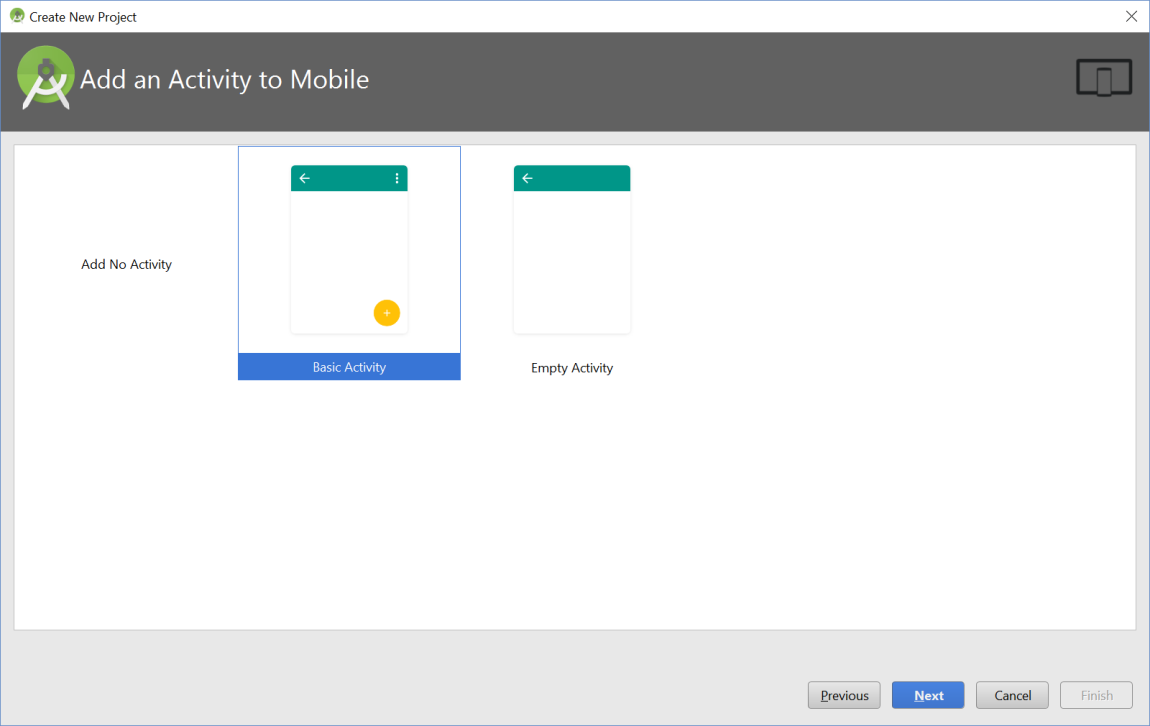 Create New Project
Add an Activity to Mobile
Add No Activity
Basic Activity
Empty Activity
Previous
Next
Cancel
Finish